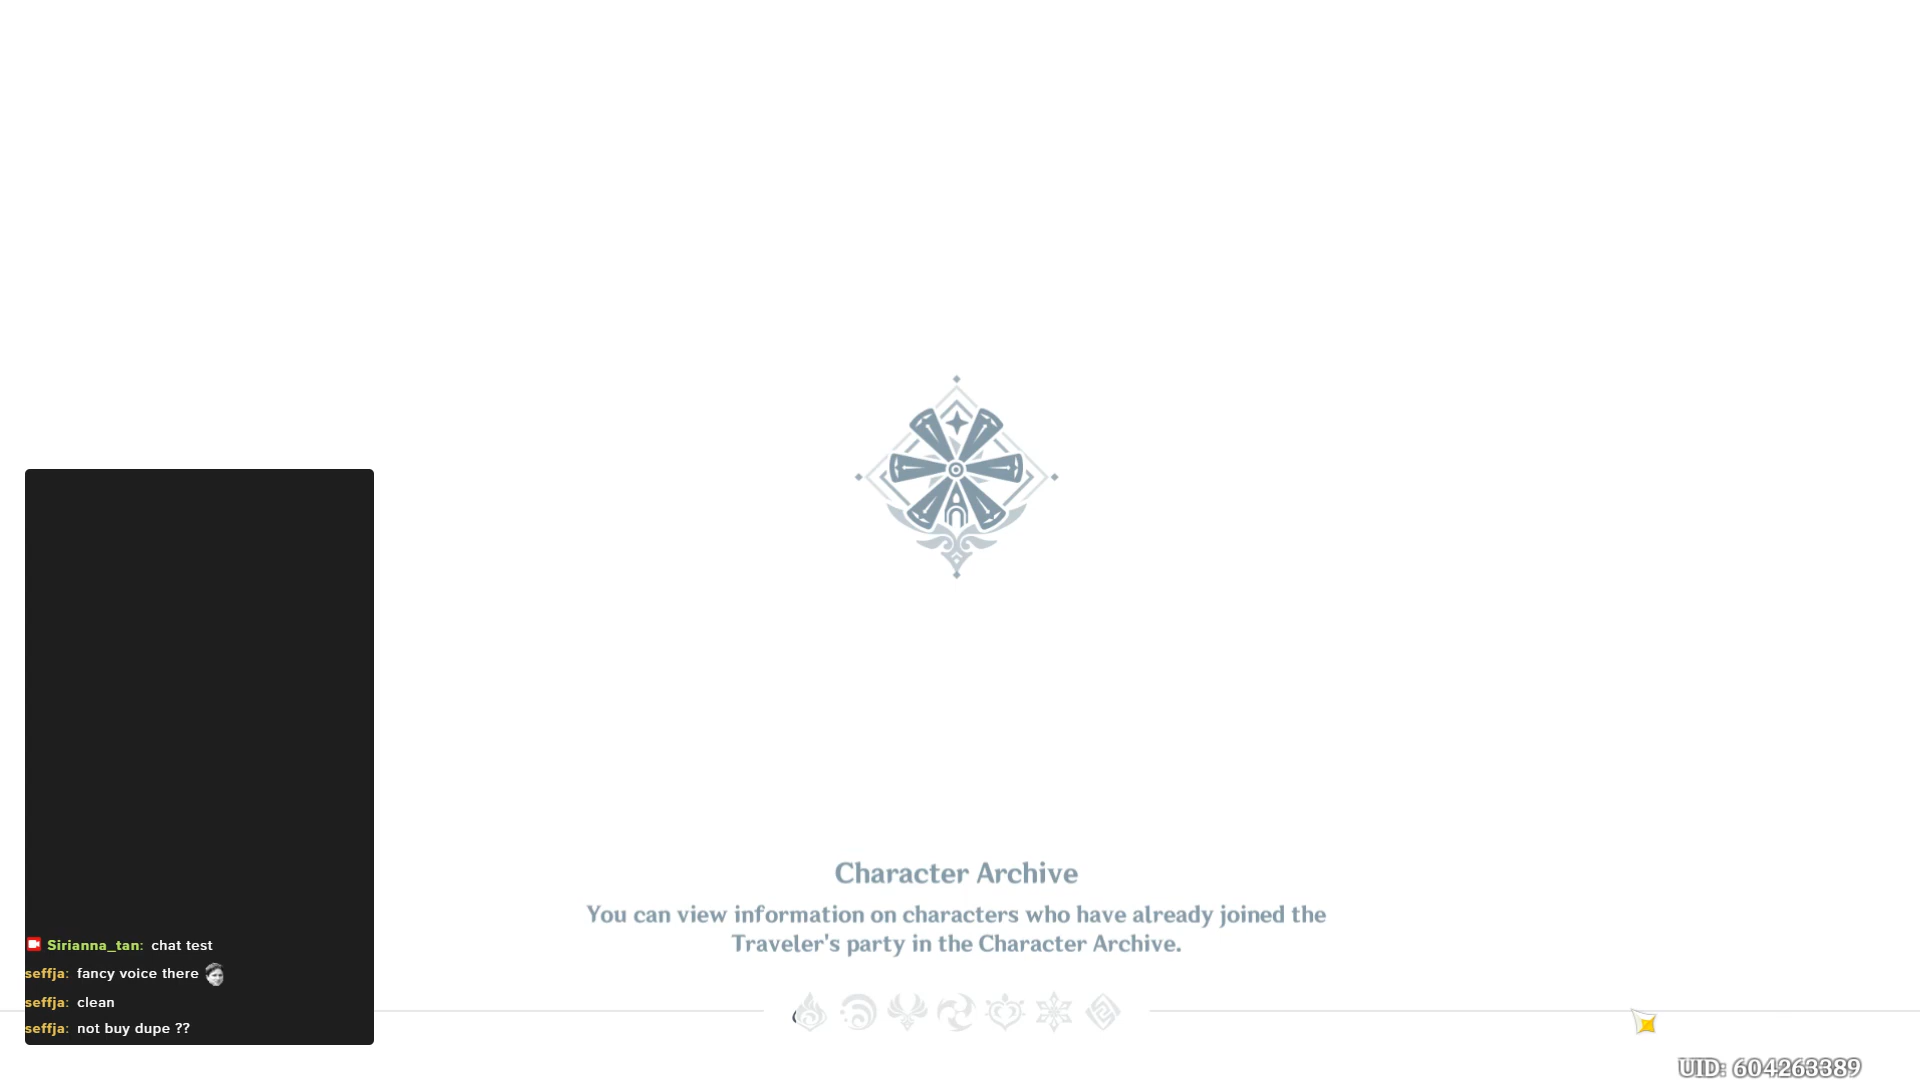 Sirianna_tan: chat test
seffja: fancy voice there
seffja: clean
seffja: not buy dupe ??
Character Archive
You can view information on characters who have already joined the
Traveler's party in the Character Archive.
UID: 604263389